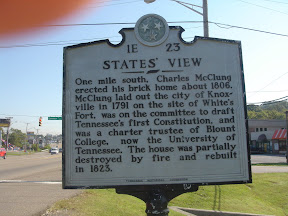 1E 23
STATES' VIEW
One mile south, Charles McClung
erected his brick home about 1806.
McClung laid out the city of Knox-
ville in 1791 on the site of White's
Fort, was on the committee to draft
Tennessee's first Constitution, and
was a charter trustee of Blount
College, now the University of
Tennessee. The house was partially
destroyed by fire and rebuilt
in 1823.
TENNESSEE HISTORICAL COMMISSION